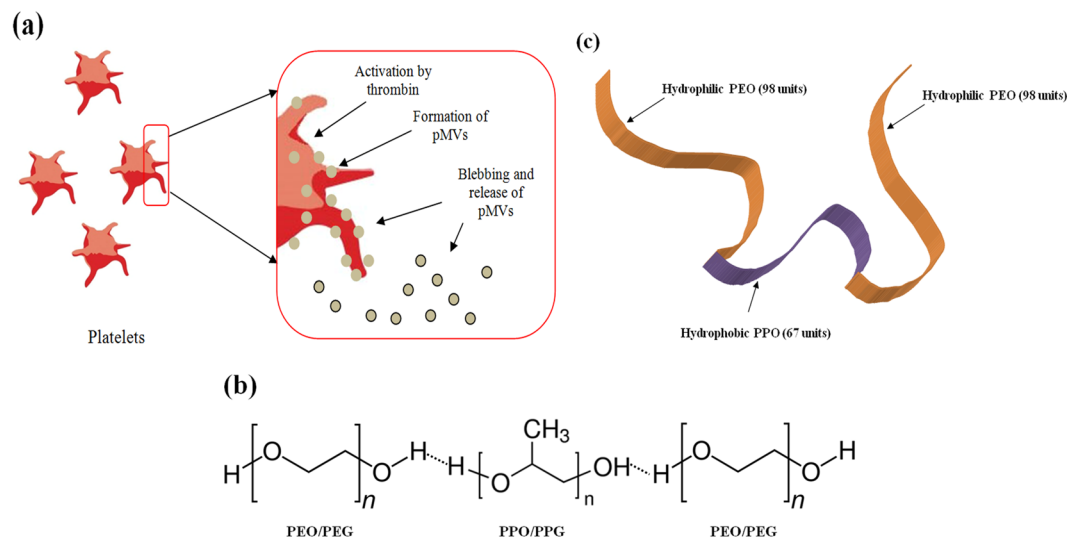 (a)
Activation by
thrombin
Formation of
pMVs
Blebbing and
release of
pMVs
Platelets
(c)
Hydrophilic PEO (98 units)
Hydrophilic PEO (98 units)
Hydrophobic PPO (67 units)
(b)
CH3
H O O H H O OH H O O H
n n n
PEO/PEG PPO/PPG PEO/PEG